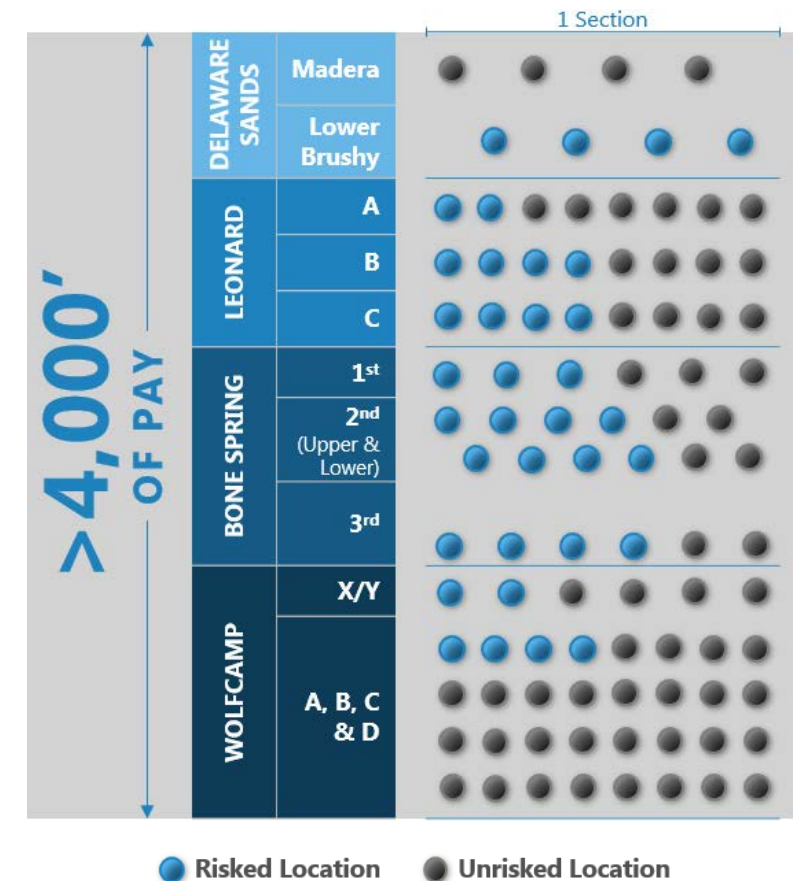 1 Section
>4,000’
OF PAY
DELAWARE
SANDS
Madera
Lower
Brushy
LEONARD
A
B
C
BONE SPRING
1st
2nd
(Upper &
Lower)
3rd
WOLFCAMP
X/Y
A, B, C
& D
Risked Location
Unrisked Location